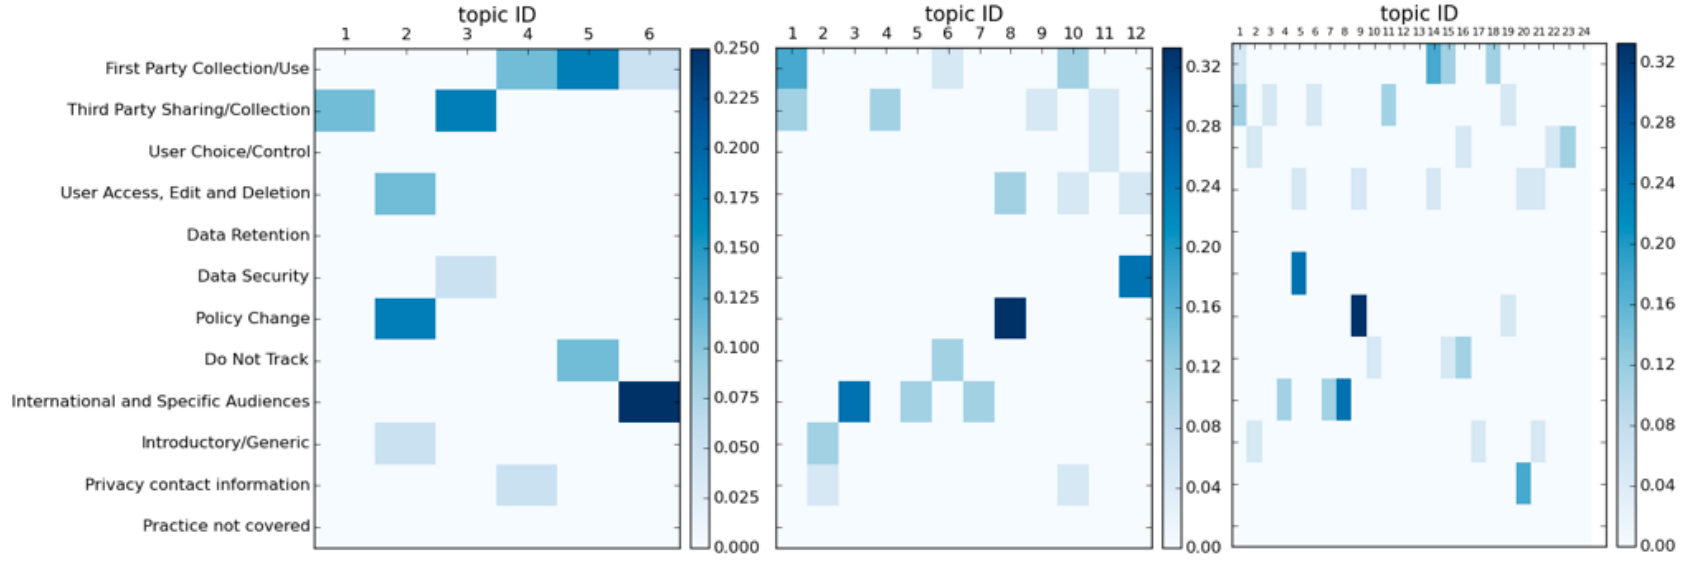 topic ID
1 2 3 4 5 6
First Party Collection/Use
Third Party Sharing/Collection
User Choice/Control
User Access, Edit and Deletion
Data Retention
Data Security
Policy Change
Do Not Track
International and Specific Audiences
Introductory/Generic
Privacy contact information
Practice not covered
0.250
0.225
0.200
0.175
0.150
0.125
0.100
0.075
0.050
0.025
0.000
topic ID
1 2 3 4 5 6 7 8 9 10 11 12
0.32
0.28
0.24
0.20
0.16
0.12
0.08
0.04
0.00
topic ID
1 2 3 4 5 6 7 8 9 10 11 12 13 14 15 16 17 18 19 20 21 22 23 24
0.32
0.28
0.24
0.20
0.16
0.12
0.08
0.04
0.00